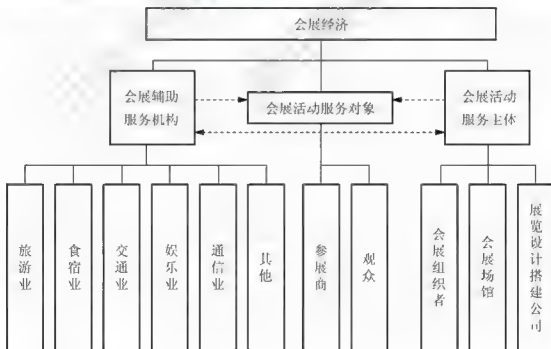 会展经济
会展辅助
服务机构
会展活动服务对象
会展活动
服务主体
旅游业
食宿业
交通业
娱乐业
通信业
其他
参展商
观众
会展组织者
会展场馆
展览设计搭建公司